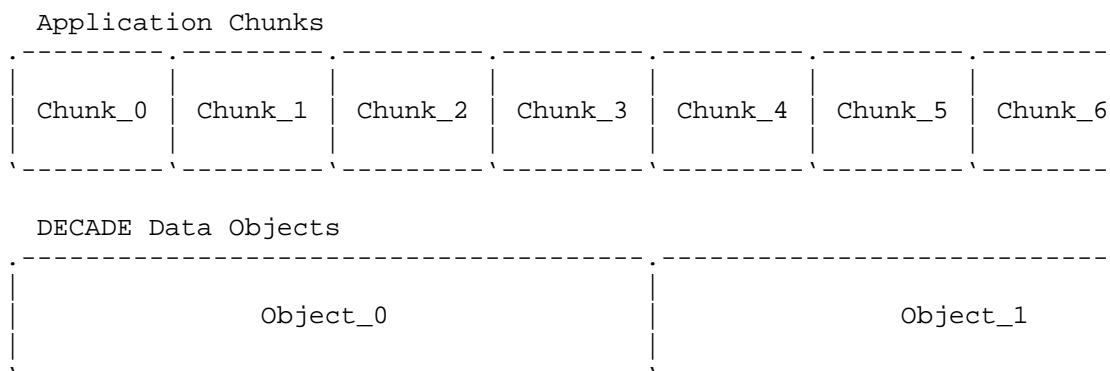 Application Chunks
Chunk_0 Chunk_1 Chunk_2 Chunk_3 Chunk_4 Chunk_5 Chunk_6
DECADE Data Objects
Object_0 Object_1